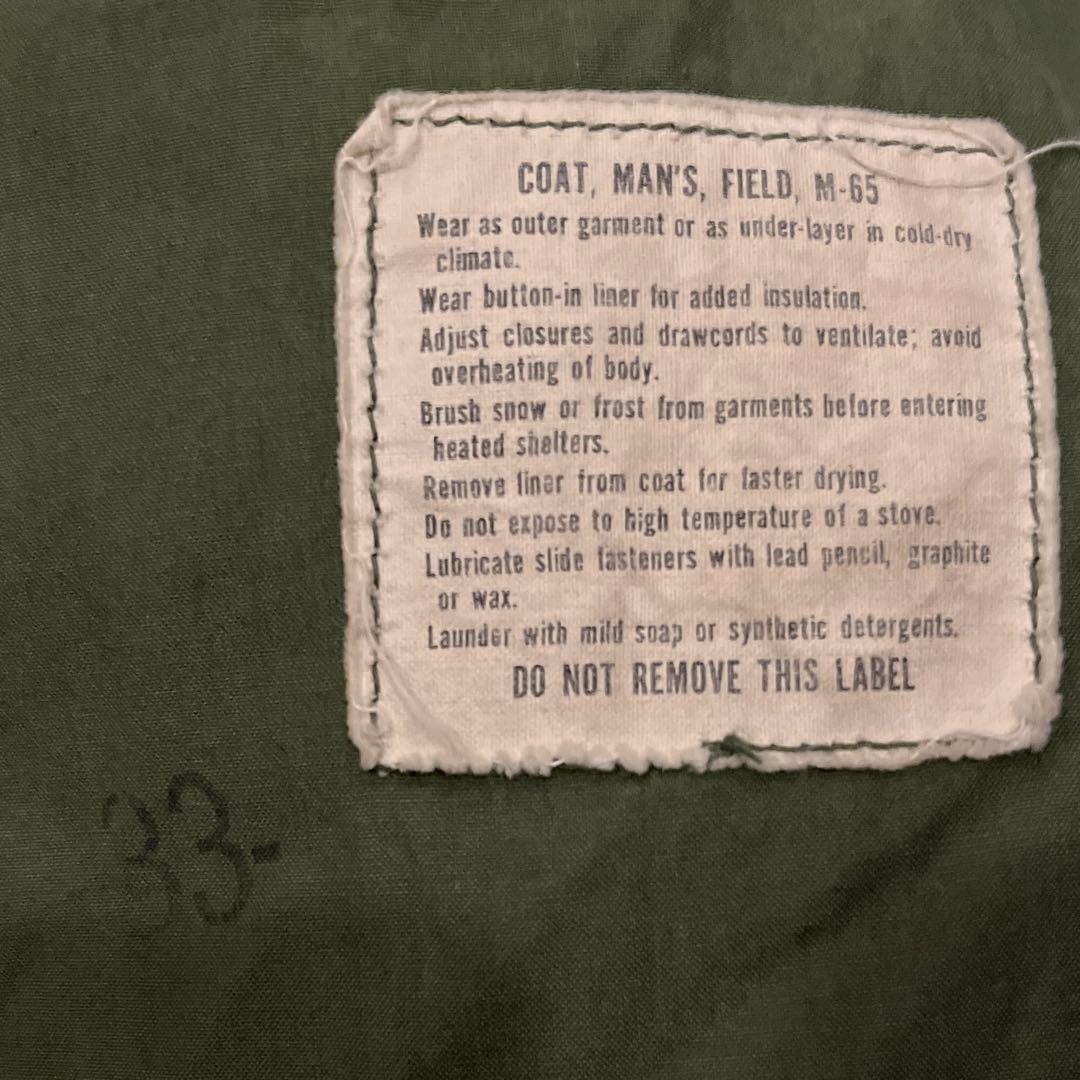 COAT, MAN'S, FIELD, M-65
Wear as outer garment or as under-layer in cold-dry
climate.
Wear button-in liner for added insulation.
Adjust closures and drawcords to ventilate; avoid
overheating of body.
Brush snow or frost from garments before entering
heated shelters.
Remove liner from coat for faster drying.
Do not expose to high temperature of a stove.
Lubricate slide fasteners with lead pencil, graphite
or wax.
Launder with mild soap or synthetic detergents.
DO NOT REMOVE THIS LABEL
33-